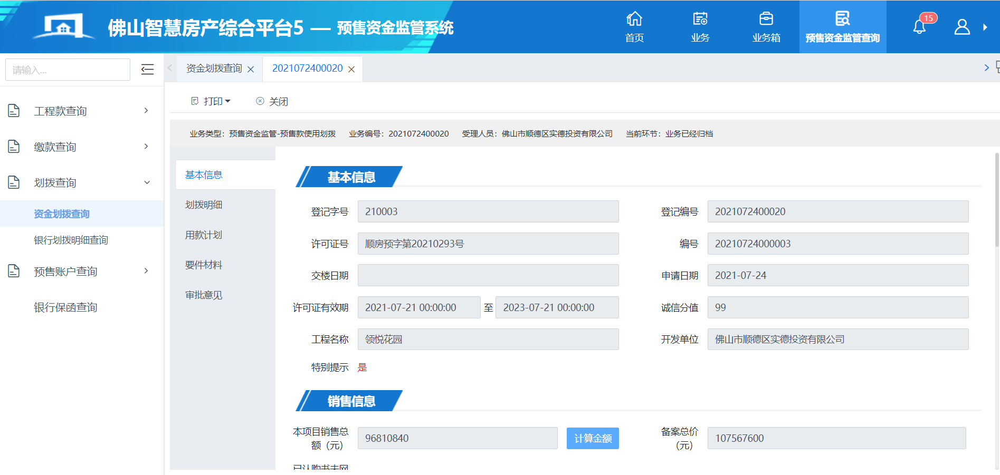 佛山智慧房产综合平台5 — 预售资金监管系统
首页
业务
业务箱
预售资金监管查询
15
请输入...
资金划拨查询
2021072400020
工程款查询
缴款查询
划拨查询
资金划拨查询
银行划拨明细查询
预售账户查询
银行保函查询
打印
关闭
业务类型：预售资金监管-预售款使用划拨 业务编号：2021072400020 受理人员：佛山市顺德区实德投资有限公司 当前环节：业务已经归档
基本信息
划拨明细
用款计划
要件材料
审批意见
基本信息
登记字号 210003 登记编号 2021072400020
许可证号 顺房预字第20210293号 编号 20210724000003
交楼日期 申请日期 2021-07-24
许可证有效期 2021-07-21 00:00:00 至 2023-07-21 00:00:00 诚信分值 99
工程名称 领悦花园 开发单位 佛山市顺德区实德投资有限公司
特别提示 是
销售信息
本项目销售总额（元） 96810840 计算金额 备案总价（元） 107567600
已认购书未网